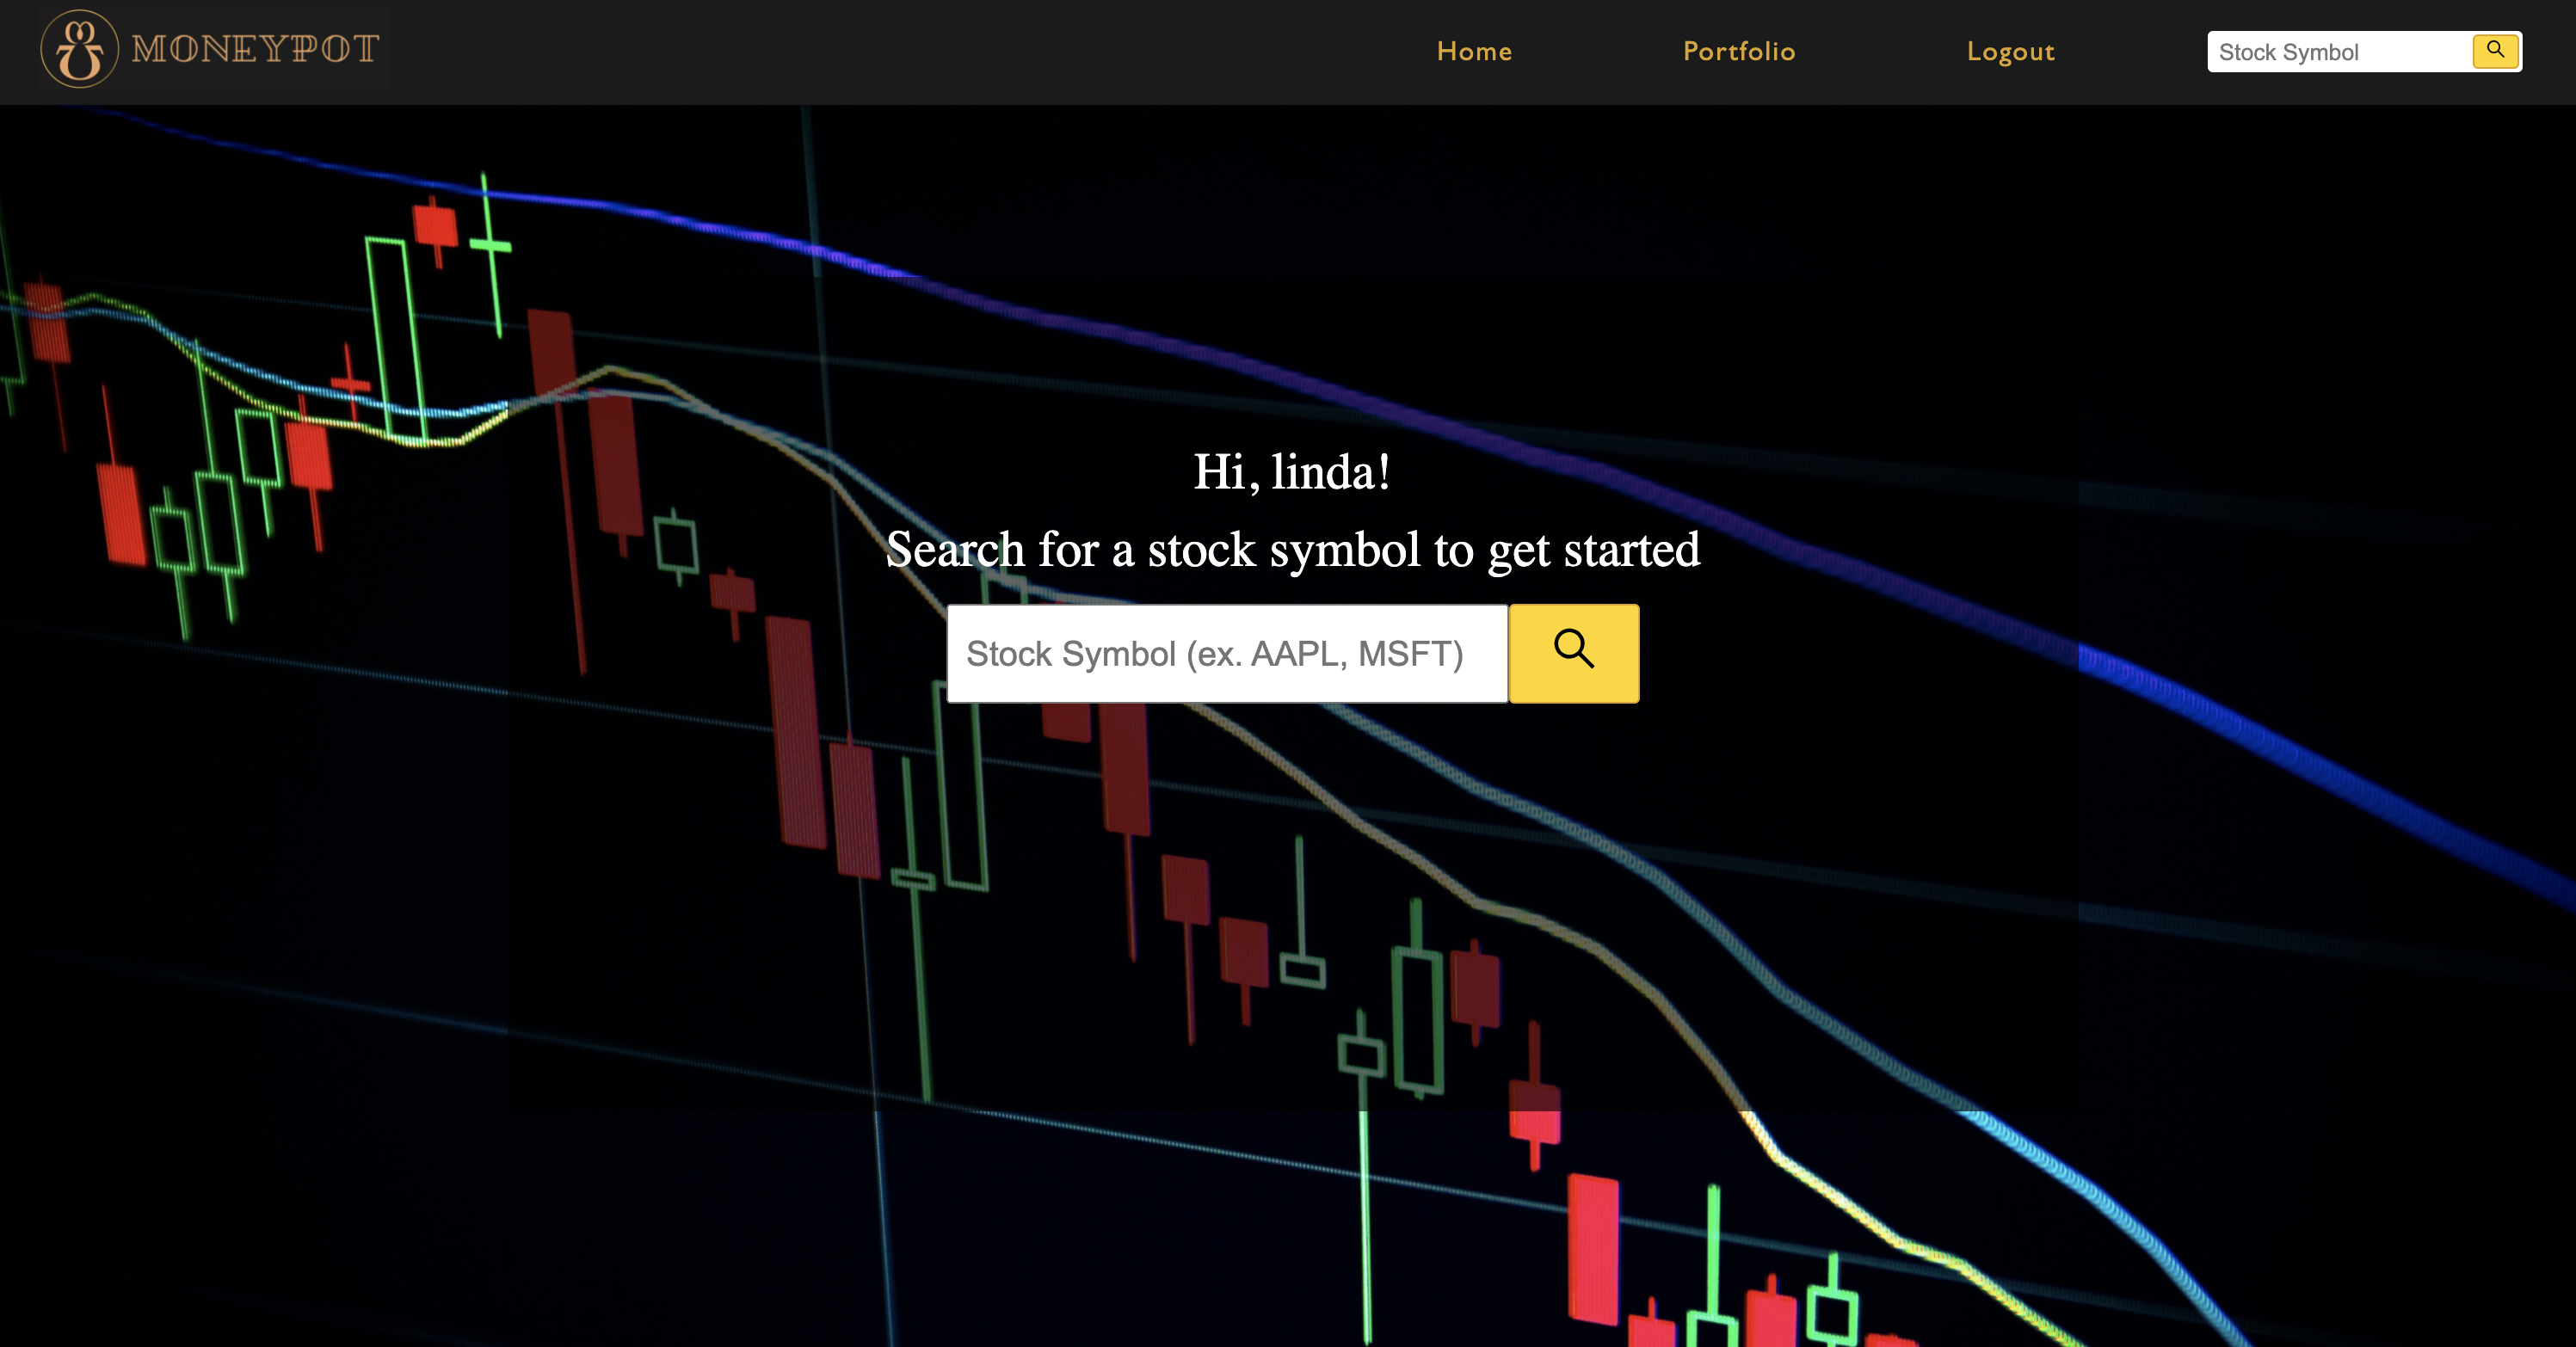 MONEYPOT
Home
Portfolio
Logout
Stock Symbol
Hi, linda!
Search for a stock symbol to get started
Stock Symbol (ex. AAPL, MSFT)